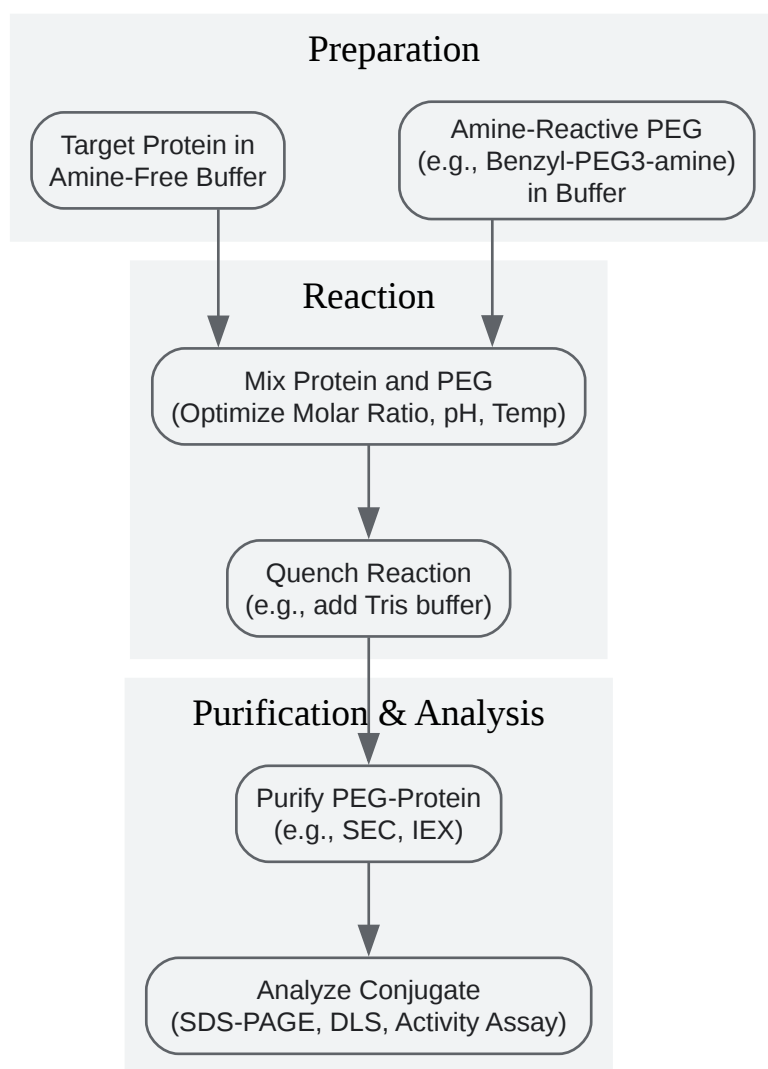 Preparation
Target Protein in
Amine-Free Buffer
Amine-Reactive PEG
(e.g., Benzyl-PEG3-amine)
in Buffer
Reaction
Mix Protein and PEG
(Optimize Molar Ratio, pH, Temp)
Quench Reaction
(e.g., add Tris buffer)
Purification & Analysis
Purify PEG-Protein
(e.g., SEC, IEX)
Analyze Conjugate
(SDS-PAGE, DLS, Activity Assay)